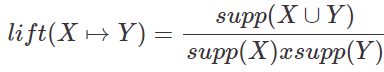 lift(X ↦ Y) = supp(X ∪ Y) / supp(X)xsupp(Y)